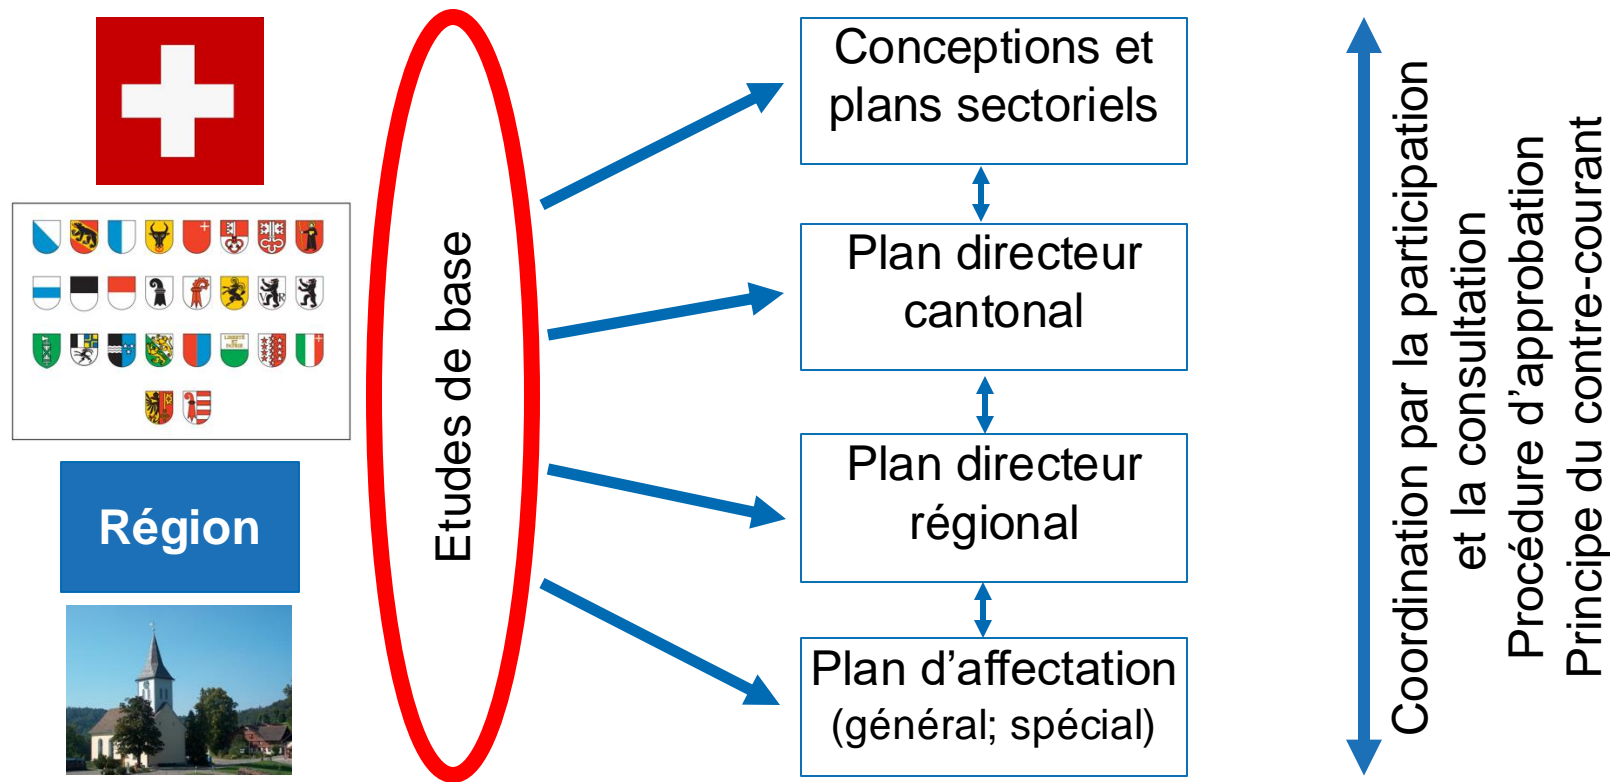 Région
Etudes de base
Conceptions et
plans sectoriels
Plan directeur
cantonal
Plan directeur
régional
Plan d’affectation
(général; spécial)
Coordination par la participation
et la consultation
Procédure d’approbation
Principe du contre-courant